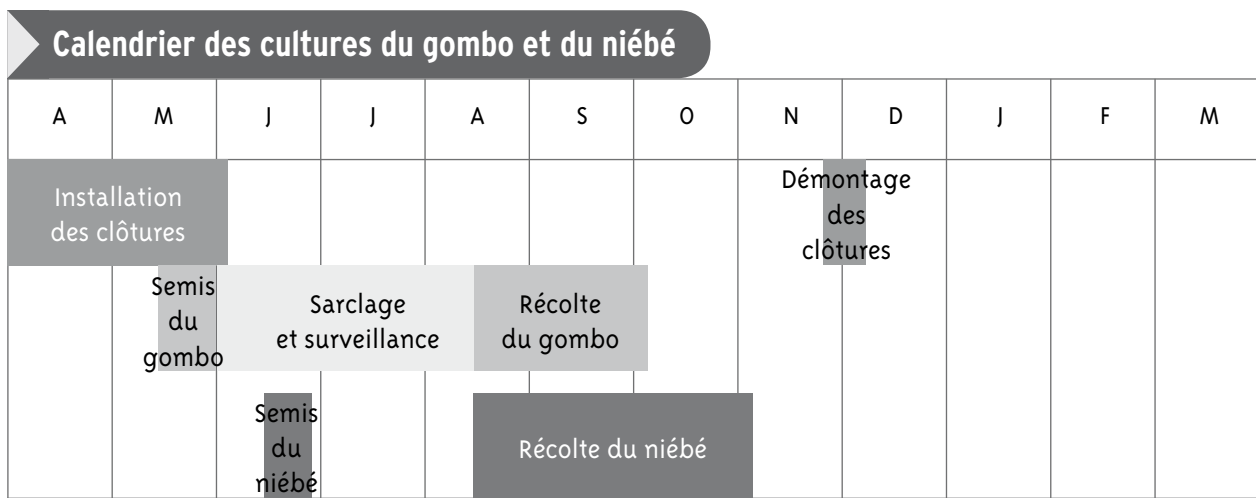 Calendrier des cultures du gombo et du niébé
A M J J A S O N D J F M
Installation
des clôtures
Démontage
des
clôtures
Semis
du
gombo
Sarclage
et surveillance
Récolte
du gombo
Semis
du
niébé
Récolte du niébé